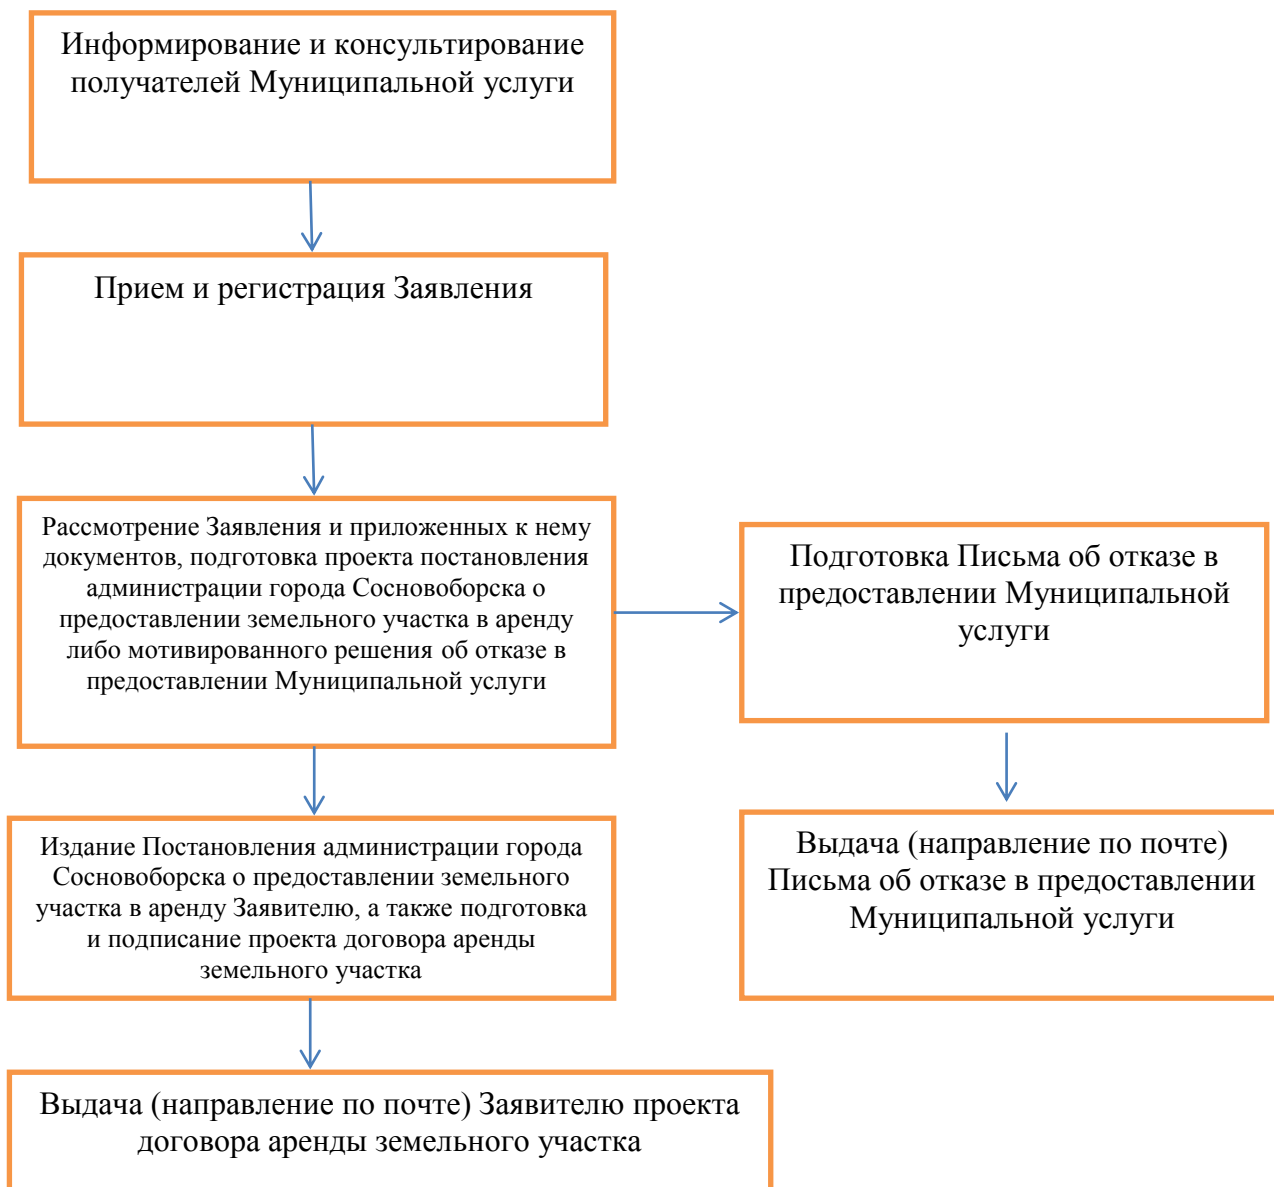 Информирование и консультирование
получателей Муниципальной услуги
Прием и регистрация Заявления
Рассмотрение Заявления и приложенных к нему
документов, подготовка проекта постановления
администрации города Сосновоборска о
предоставлении земельного участка в аренду
либо мотивированного решения об отказе в
предоставлении Муниципальной услуги
Подготовка Письма об отказе в
предоставлении Муниципальной
услуги
Издание Постановления администрации города
Сосновоборска о предоставлении земельного
участка в аренду Заявителю, а также подготовка
и подписание проекта договора аренды
земельного участка
Выдача (направление по почте)
Письма об отказе в предоставлении
Муниципальной услуги
Выдача (направление по почте) Заявителю проекта
договора аренды земельного участка